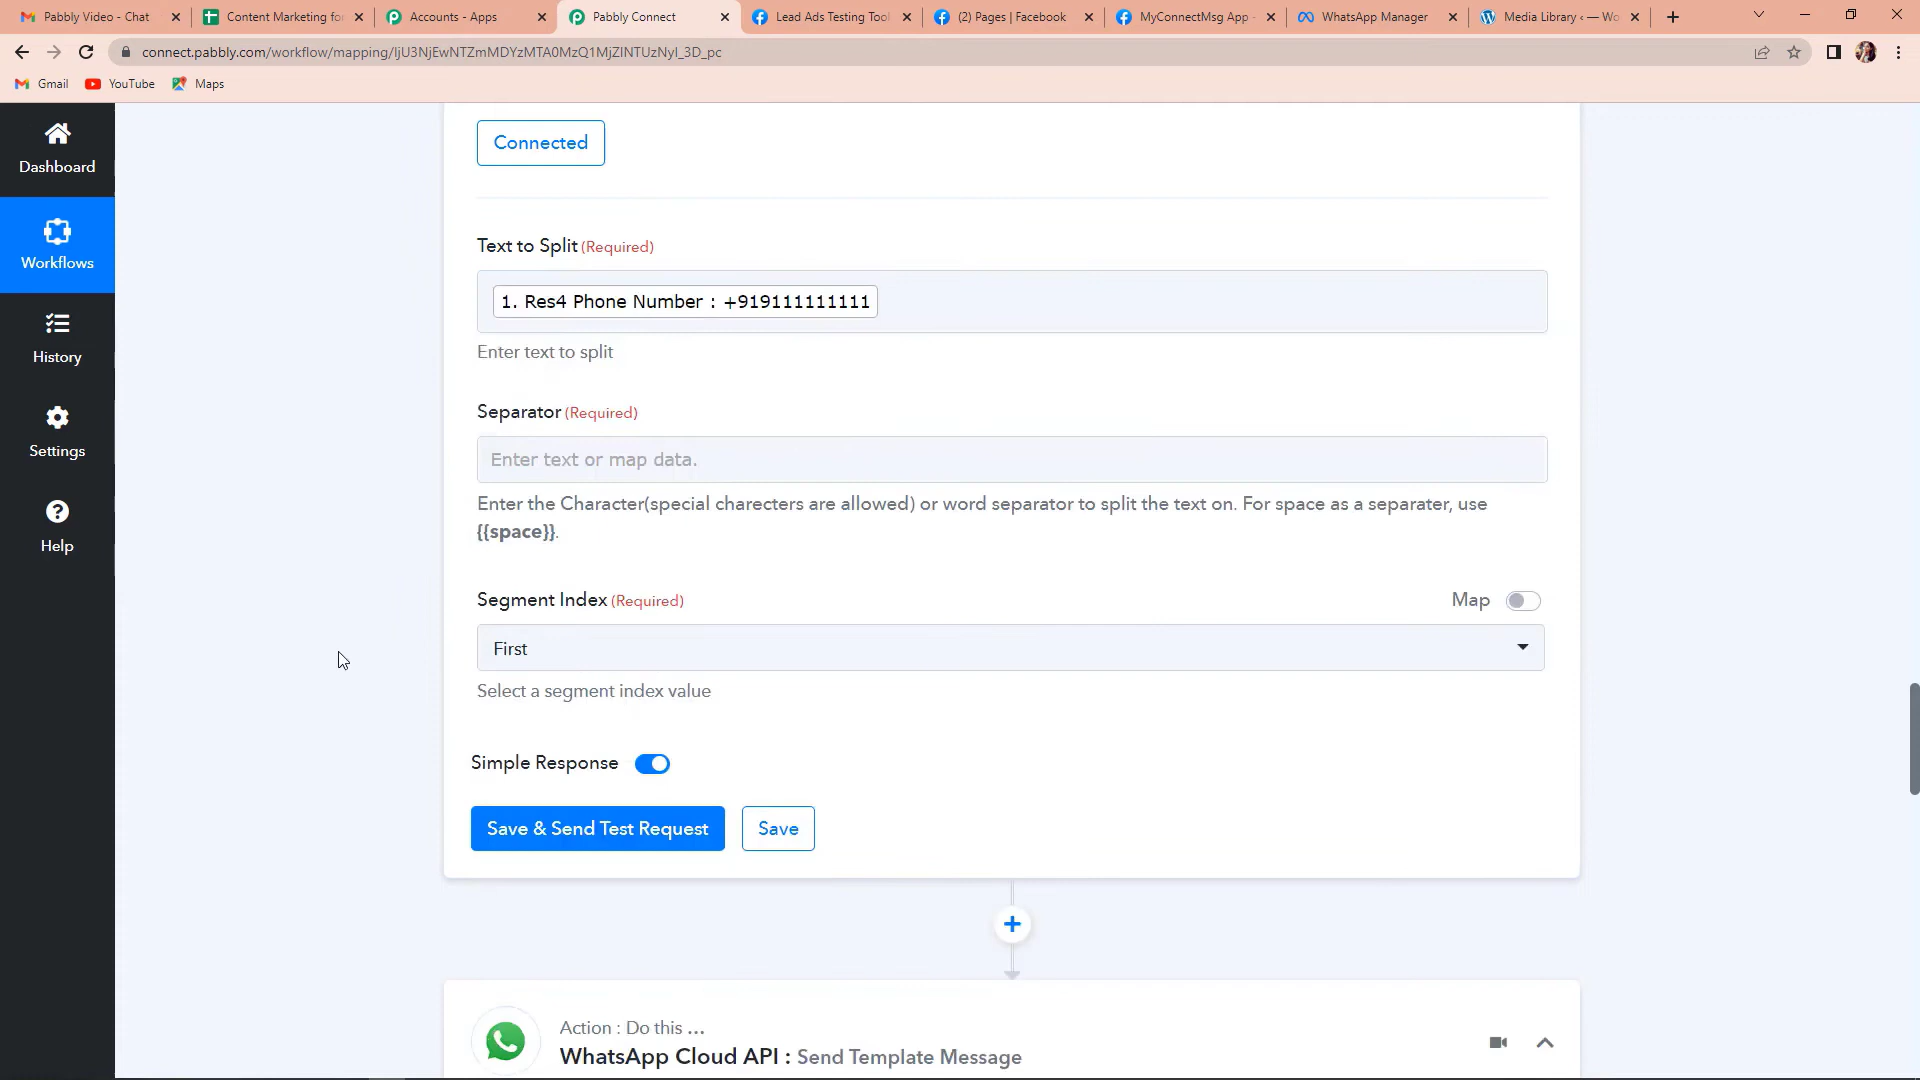 Pabbly Video - Chat
Content Marketing for
Accounts - Apps
Pabbly Connect
Lead Ads Testing Tool
(2) Pages | Facebook
MyConnectMsg App -
WhatsApp Manager
Media Library ‹ — Wo
connect.pabbly.com/workflow/mapping/IjU3NjEwNTZmMDYzMTA0MzQ1MjZlNTUzNyI_3D_pc
Gmail
YouTube
Maps
Dashboard
Workflows
History
Settings
Help
Connected
Text to Split (Required)
1. Res4 Phone Number : +919111111111
Enter text to split
Separator (Required)
Enter text or map data.
Enter the Character(special charecters are allowed) or word separator to split the text on. For space as a separater, use
{{space}}.
Segment Index (Required)
Map
First
Select a segment index value
Simple Response
Save & Send Test Request
Save
Action : Do this ...
WhatsApp Cloud API : Send Template Message